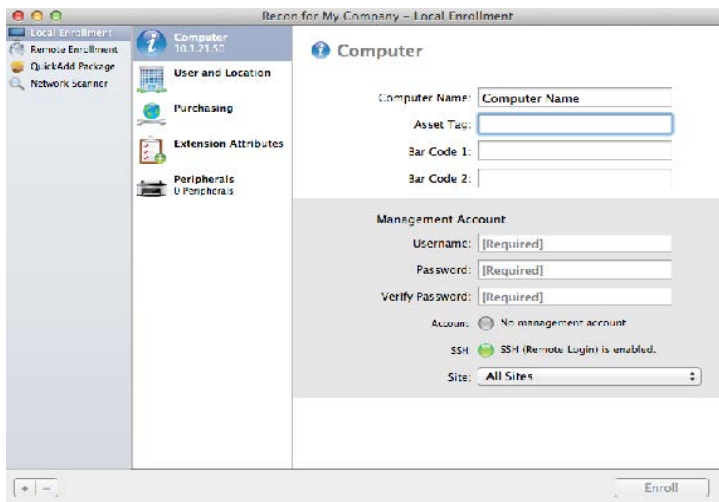 Recon for My Company – Local Enrollment
Local Enrollment
Remote Enrollment
QuickAdd Package
Network Scanner
Computer
10.1.21.50
User and Location
Purchasing
Extension Attributes
Peripherals
0 Peripherals
Computer
Computer Name: Computer Name
Asset Tag:
Bar Code 1:
Bar Code 2:
Management Account
Username: [Required]
Password: [Required]
Verify Password: [Required]
Account: No management account
SSH: SSH (Remote Login) is enabled.
Site: All Sites
+ −
Enroll